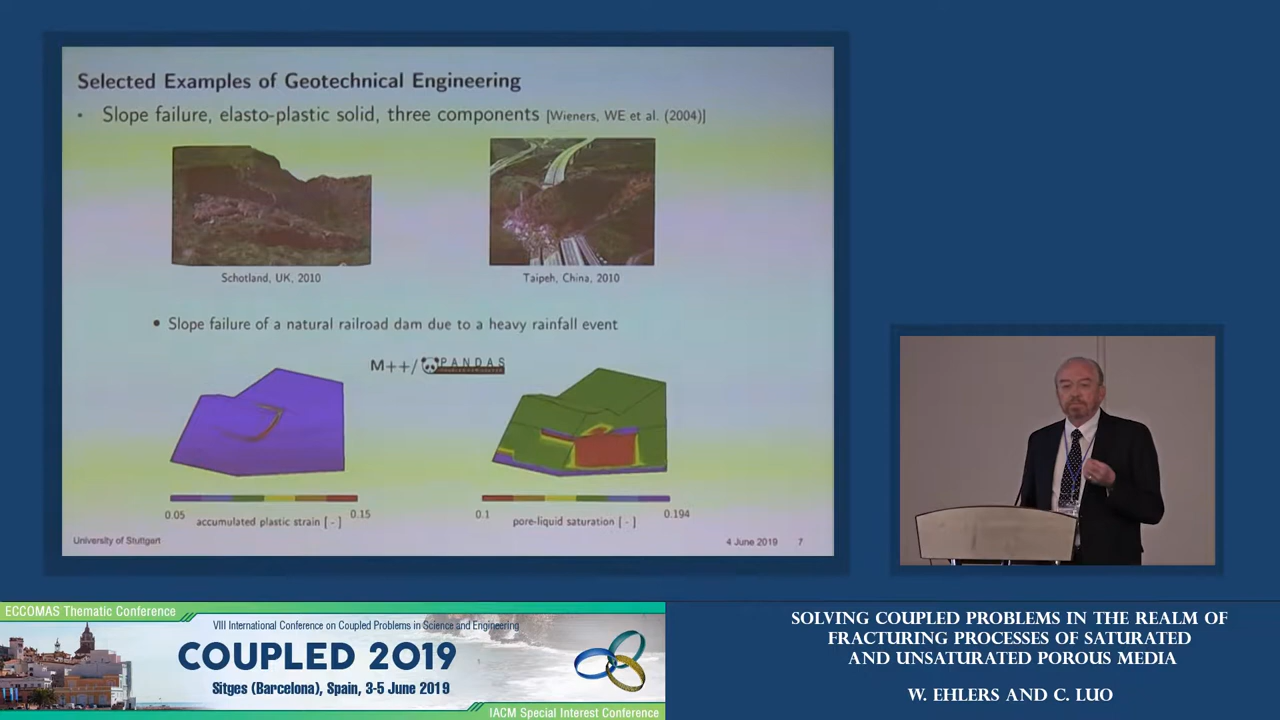 Selected Examples of Geotechnical Engineering
• Slope failure, elasto-plastic solid, three components [Wieners, WE et al. (2004)]
Schotland, UK, 2010
Taipeh, China, 2010
• Slope failure of a natural railroad dam due to a heavy rainfall event
M++/ PANDAS
0.05 0.15
accumulated plastic strain [ - ]
0.1 0.194
pore-liquid saturation [ - ]
University of Stuttgart
4 June 2019 7
ECCOMAS Thematic Conference
VIII International Conference on Coupled Problems in Science and Engineering
COUPLED 2019
Sitges (Barcelona), Spain, 3-5 June 2019
IACM Special Interest Conference
SOLVING COUPLED PROBLEMS IN THE REALM OF
FRACTURING PROCESSES OF SATURATED
AND UNSATURATED POROUS MEDIA
W. EHLERS AND C. LUO